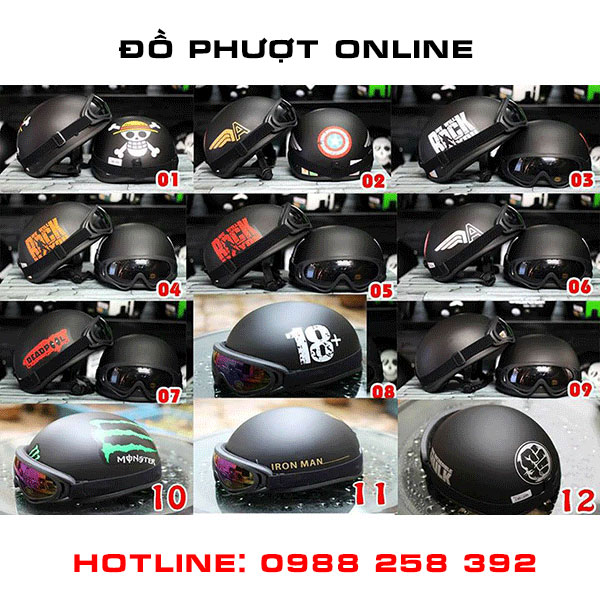 ĐỒ PHƯỢT ONLINE
01
A
02
ROCK
03
ROCK
04
ROCK
05
A
06
DEADPOOL
07
18+
08
09
MONSTER
10
IRON MAN
11
12
HOTLINE: 0988 258 392